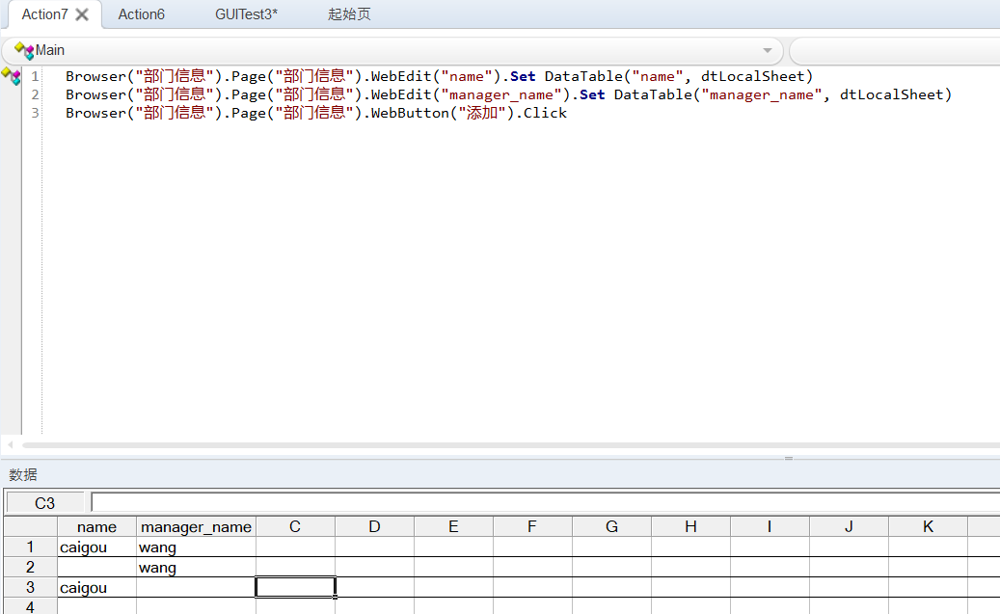 Action7 Action6 GUITest3* 起始页
Main
1 Browser("部门信息").Page("部门信息").WebEdit("name").Set DataTable("name", dtLocalSheet)
2 Browser("部门信息").Page("部门信息").WebEdit("manager_name").Set DataTable("manager_name", dtLocalSheet)
3 Browser("部门信息").Page("部门信息").WebButton("添加").Click
数据
C3
name manager_name C D E F G H I J K
1 caigou wang
2 wang
3 caigou
4